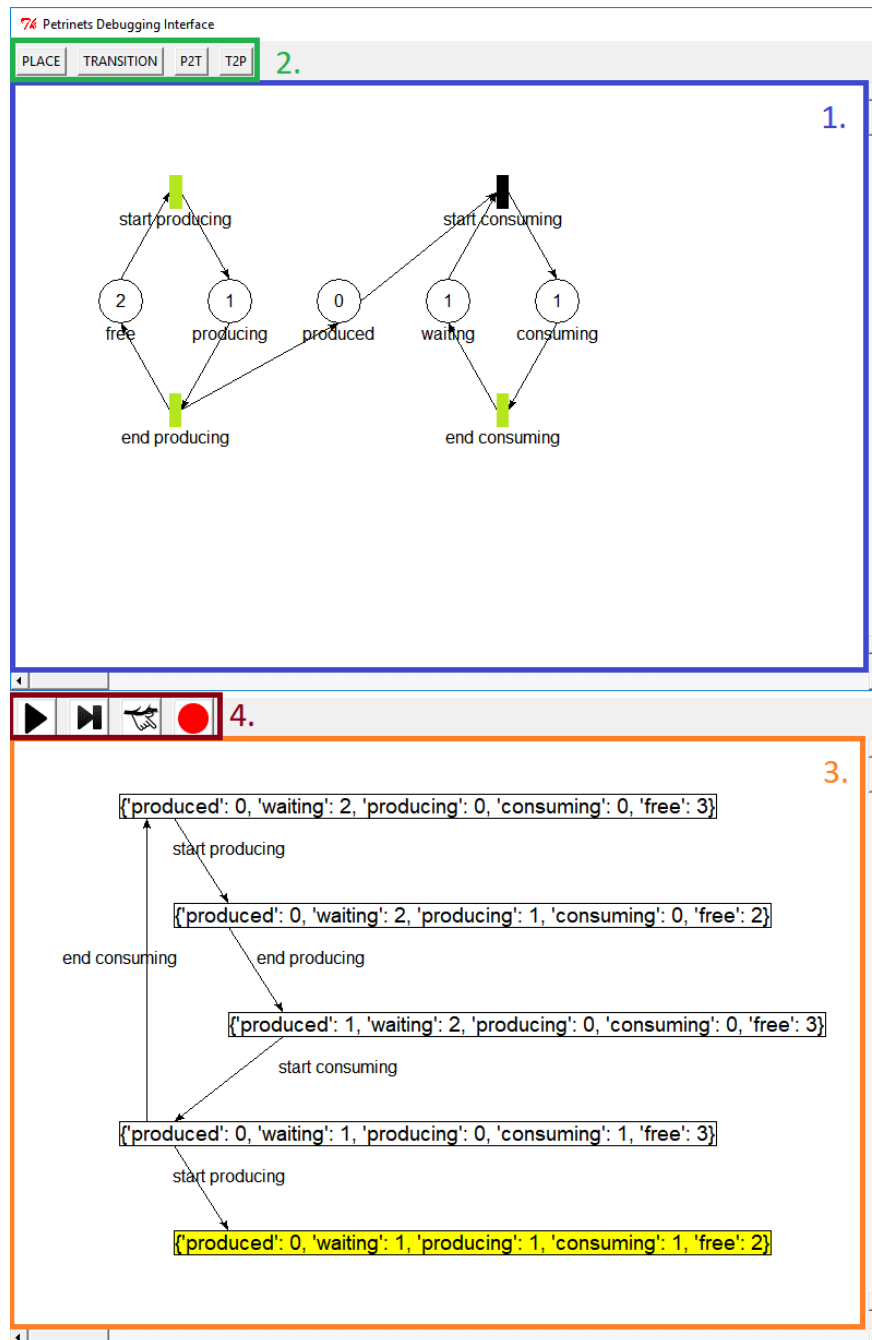 Petrinets Debugging Interface
PLACE TRANSITION P2T T2P 2.
1.
start producing start consuming
2 1 0 1 1
free producing produced waiting consuming
end producing end consuming
4.
3.
{'produced': 0, 'waiting': 2, 'producing': 0, 'consuming': 0, 'free': 3}
start producing
{'produced': 0, 'waiting': 2, 'producing': 1, 'consuming': 0, 'free': 2}
end consuming end producing
{'produced': 1, 'waiting': 2, 'producing': 0, 'consuming': 0, 'free': 3}
start consuming
{'produced': 0, 'waiting': 1, 'producing': 0, 'consuming': 1, 'free': 3}
start producing
{'produced': 0, 'waiting': 1, 'producing': 1, 'consuming': 1, 'free': 2}